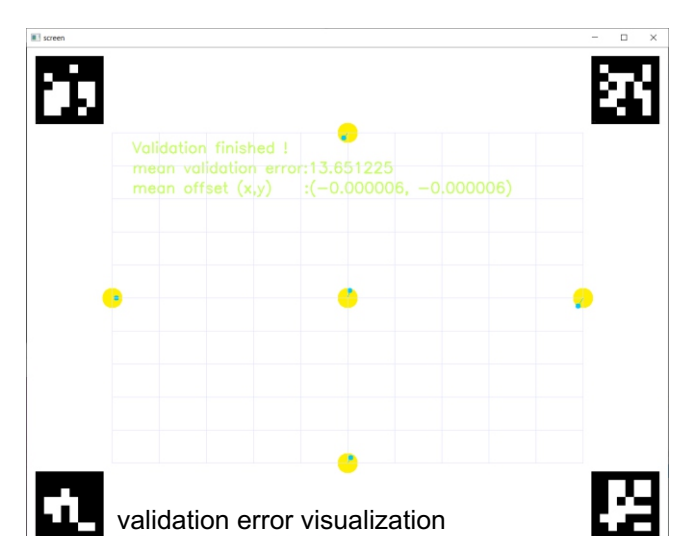 screen
Validation finished !
mean validation error:13.651225
mean offset (x,y) :(-0.000006, -0.000006)
validation error visualization